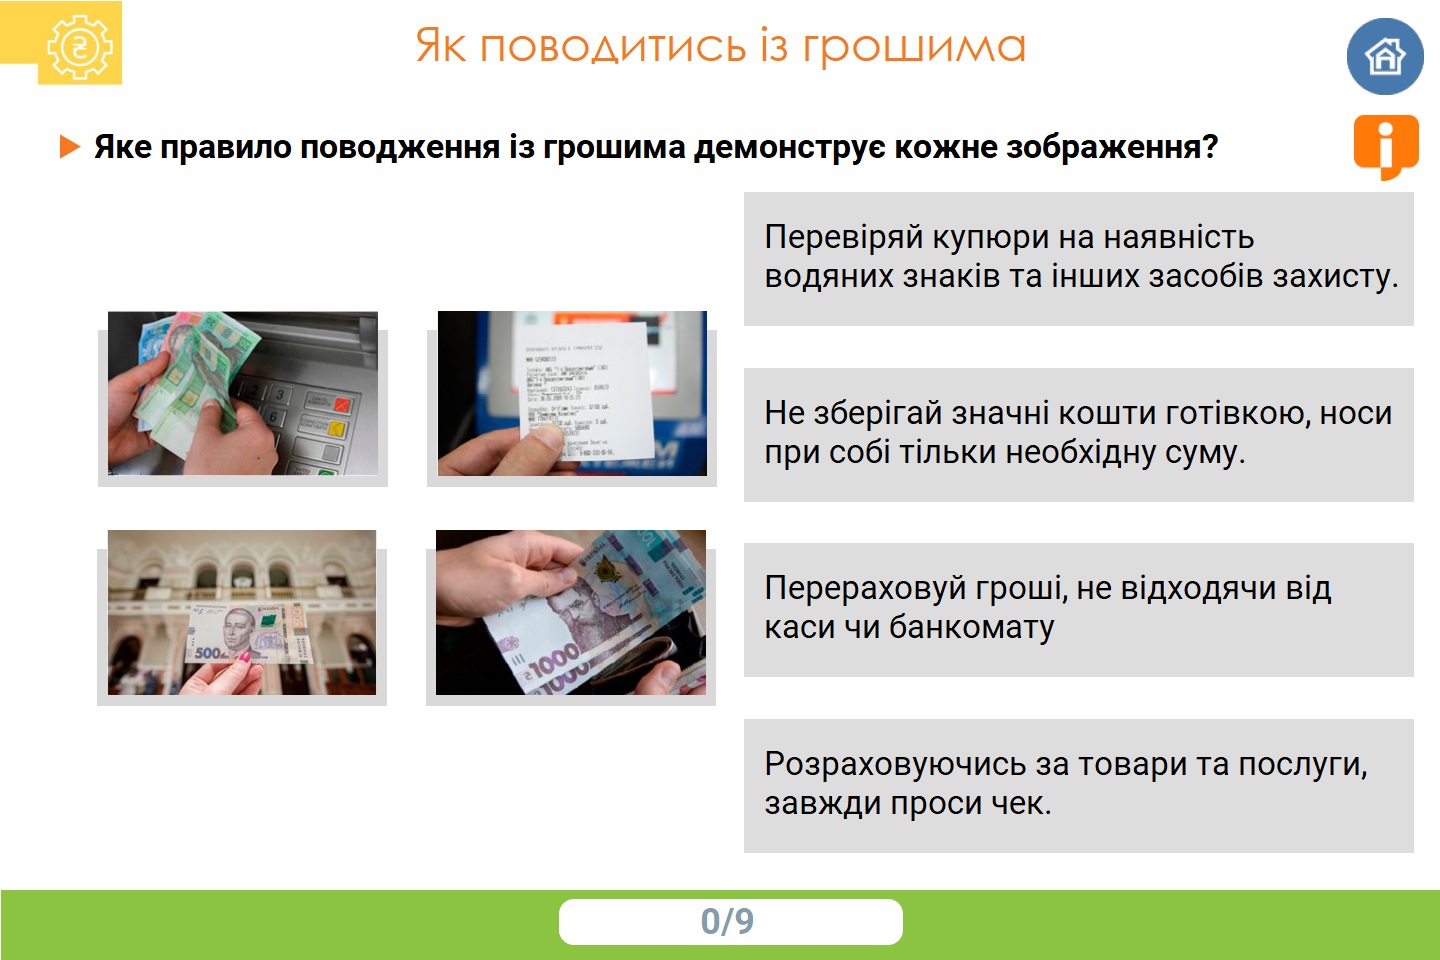 Як поводитись із грошима
Яке правило поводження із грошима демонструє кожне зображення?
Перевіряй купюри на наявність
водяних знаків та інших засобів захисту.
Не зберігай значні кошти готівкою, носи
при собі тільки необхідну суму.
500
1000
Перераховуй гроші, не відходячи від
каси чи банкомату
Розраховуючись за товари та послуги,
завжди проси чек.
0/9